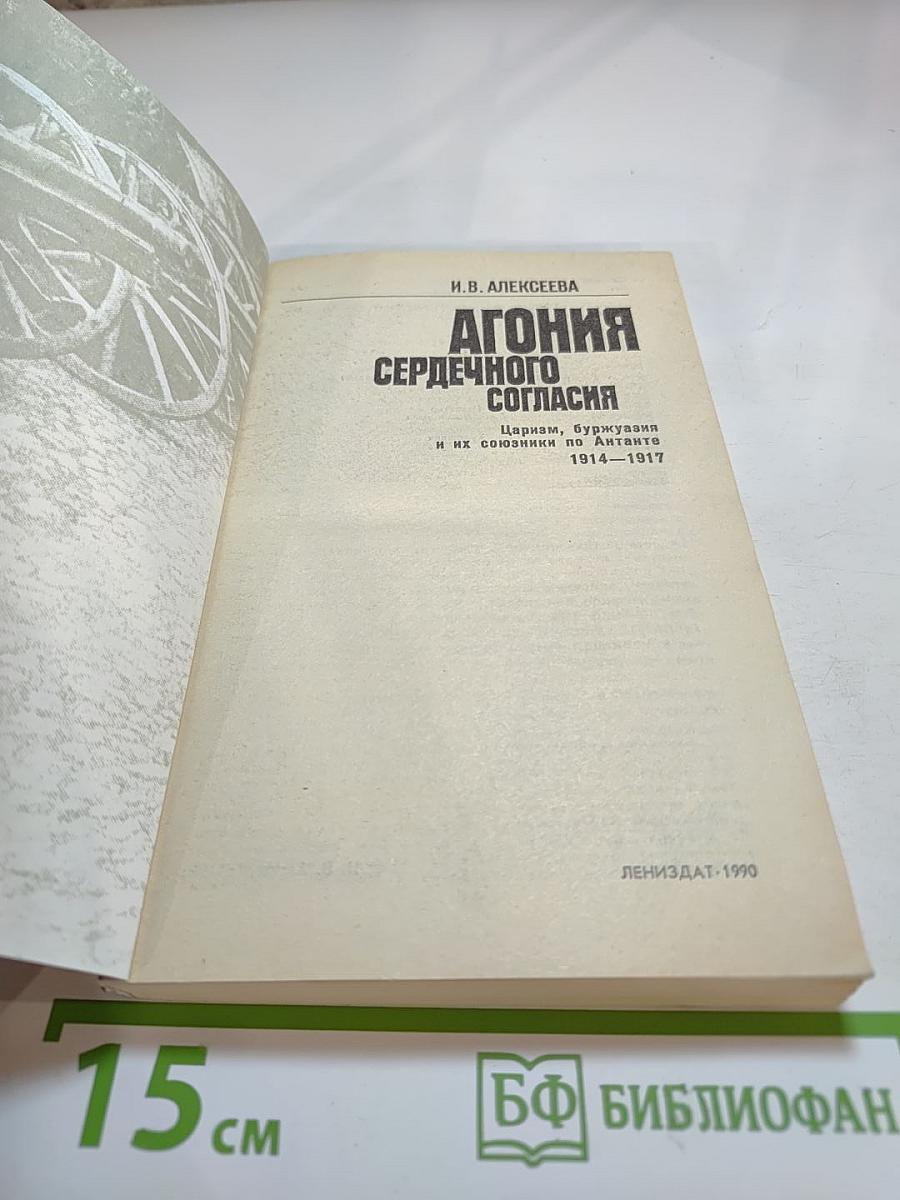 И.В. АЛЕКСЕЕВА
АГОНИЯ
СЕРДЕЧНОГО
СОГЛАСИЯ
Царизм, буржуазия
и их союзники по Антанте
1914—1917
ЛЕНИЗДАТ·1990
15 см
БФ БИБЛИОФАН